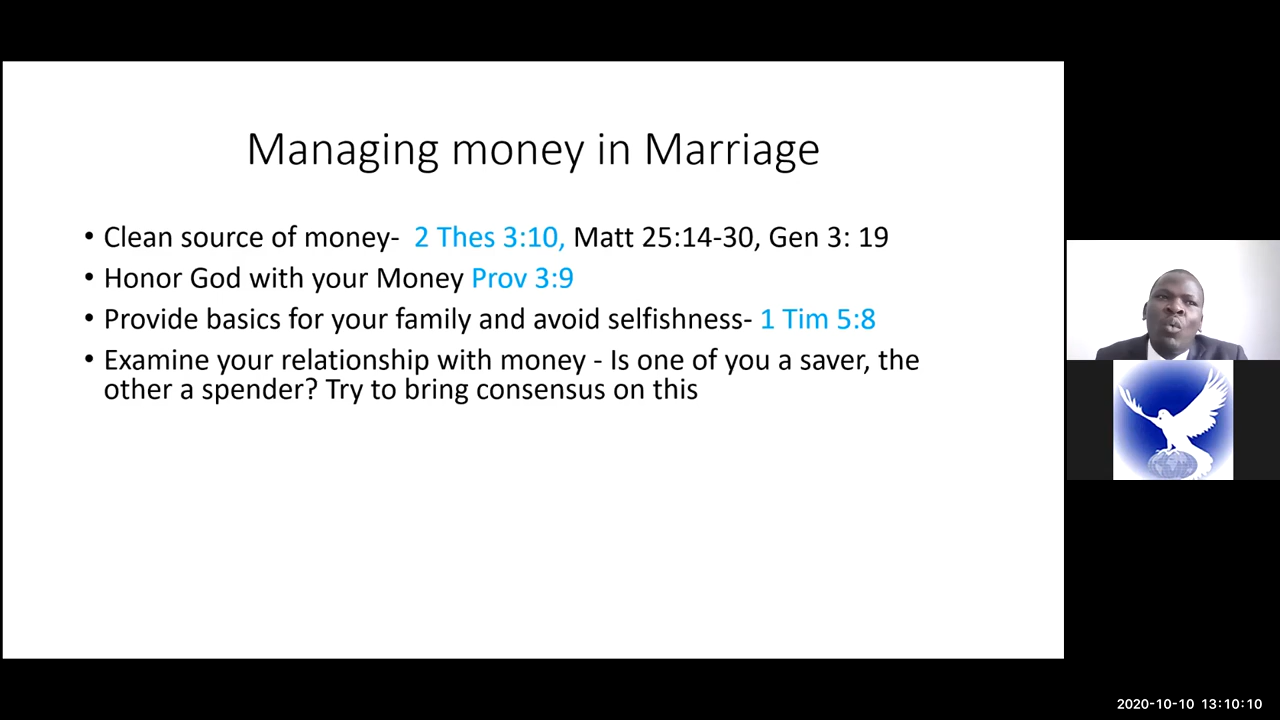 Managing money in Marriage
• Clean source of money-  2 Thes 3:10, Matt 25:14-30, Gen 3: 19
• Honor God with your Money Prov 3:9
• Provide basics for your family and avoid selfishness- 1 Tim 5:8
• Examine your relationship with money - Is one of you a saver, the
other a spender? Try to bring consensus on this
2020-10-10 13:10:10